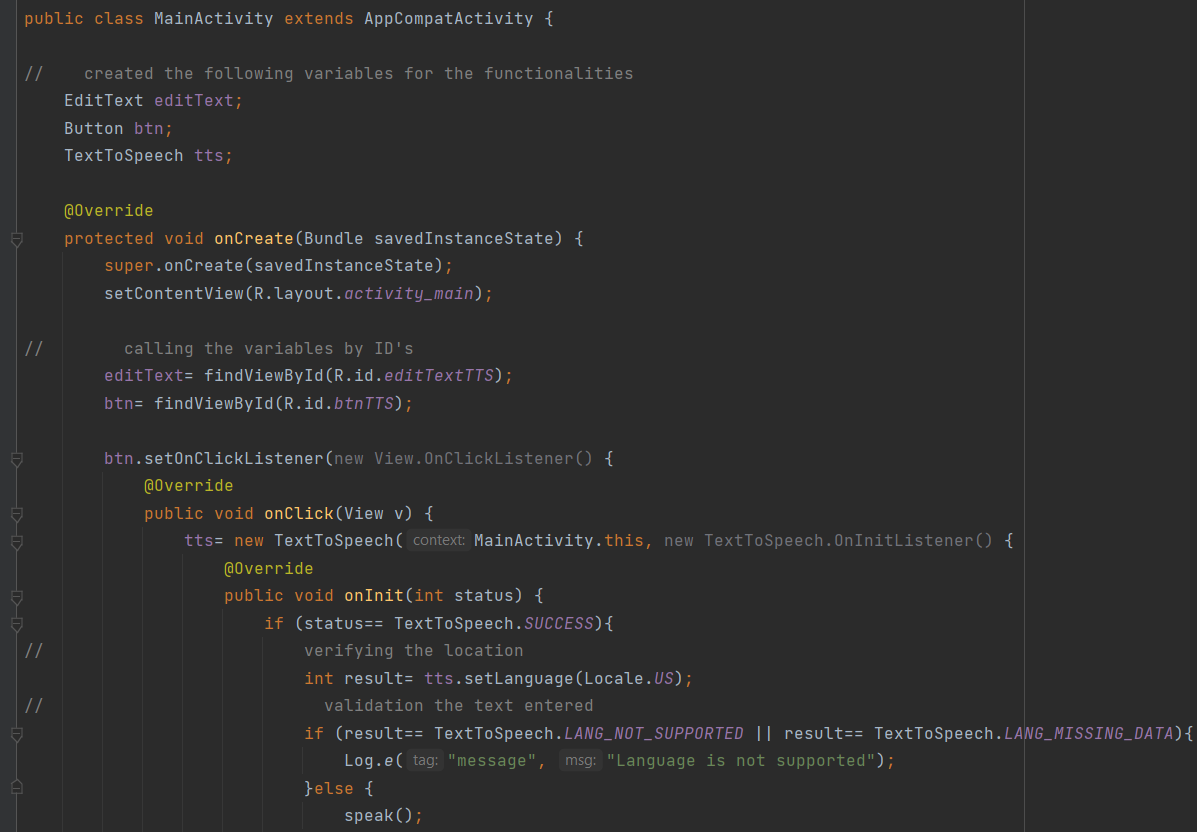 public class MainActivity extends AppCompatActivity {
//    created the following variables for the functionalities
    EditText editText;
    Button btn;
    TextToSpeech tts;
    @Override
    protected void onCreate(Bundle savedInstanceState) {
        super.onCreate(savedInstanceState);
        setContentView(R.layout.activity_main);
//        calling the variables by ID's
        editText= findViewById(R.id.editTextTTS);
        btn= findViewById(R.id.btnTTS);
        btn.setOnClickListener(new View.OnClickListener() {
            @Override
            public void onClick(View v) {
                tts= new TextToSpeech( context: MainActivity.this, new TextToSpeech.OnInitListener() {
                    @Override
                    public void onInit(int status) {
                        if (status== TextToSpeech.SUCCESS){
//                            verifying the location
                            int result= tts.setLanguage(Locale.US);
//                              validation the text entered
                            if (result== TextToSpeech.LANG_NOT_SUPPORTED || result== TextToSpeech.LANG_MISSING_DATA){
                                Log.e( tag: "message", msg: "Language is not supported");
                            }else {
                                speak();